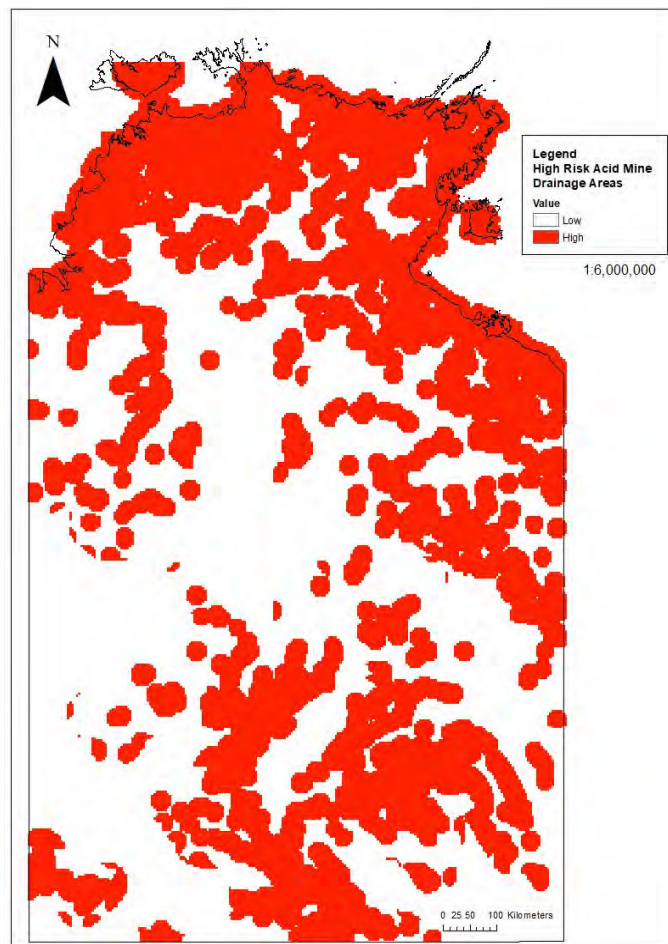 N
Legend
High Risk Acid Mine
Drainage Areas
Value
Low
High
1:6,000,000
0 25 50 100 Kilometers